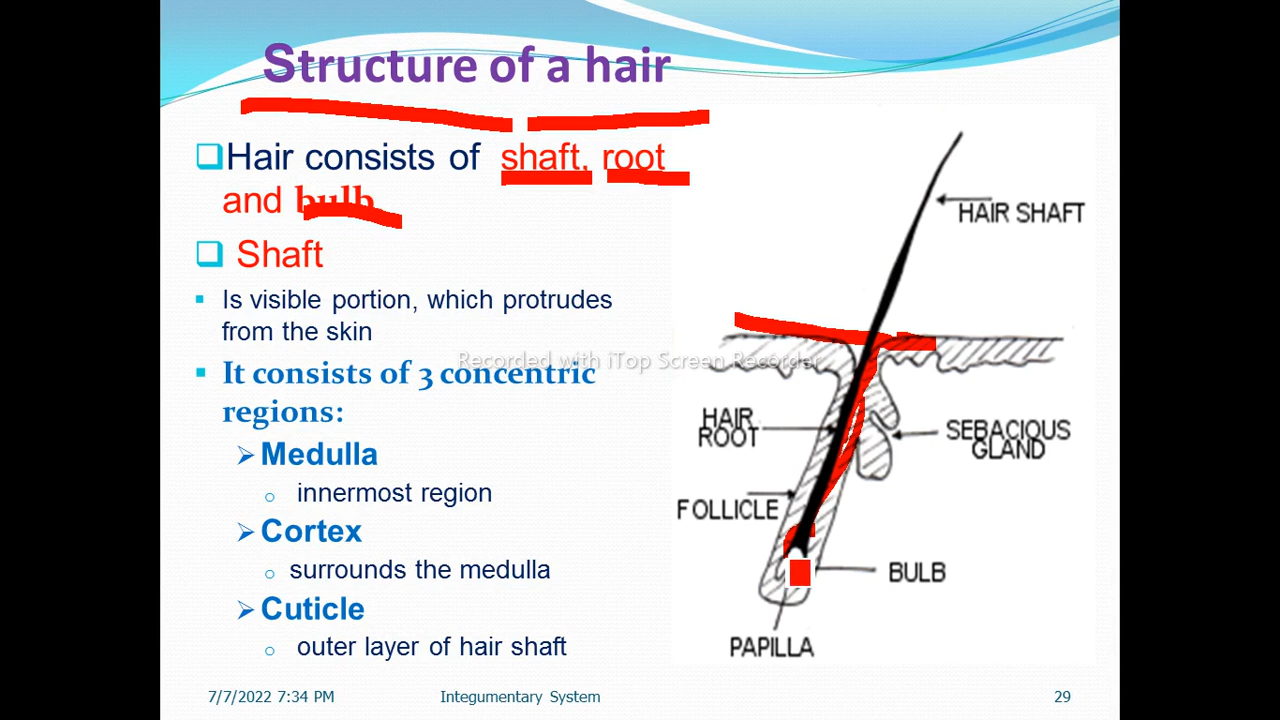 Structure of a hair
❑Hair consists of shaft, root
and bulb
❑ Shaft
▪ Is visible portion, which protrudes
from the skin
▪ It consists of 3 concentric
regions:
➢ Medulla
o innermost region
➢ Cortex
o surrounds the medulla
➢ Cuticle
o outer layer of hair shaft
HAIR SHAFT
HAIR
ROOT
SEBACIOUS
GLAND
FOLLICLE
BULB
PAPILLA
Recorded with iTop Screen Recorder
7/7/2022 7:34 PM
Integumentary System
29